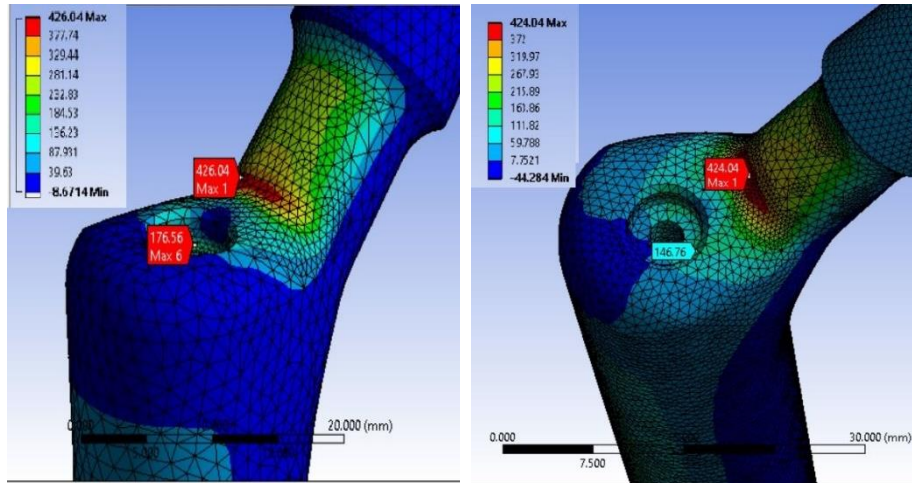 426.04 Max
377.74
329.44
281.14
232.83
184.53
136.23
87.931
39.63
-8.6714 Min
426.04
Max 1
176.56
Max 6
20.000 (mm)
424.04 Max
372
319.97
267.93
215.89
163.86
111.82
59.788
7.7521
-44.284 Min
424.04
Max 1
146.76
0.000
30.000 (mm)
7.500